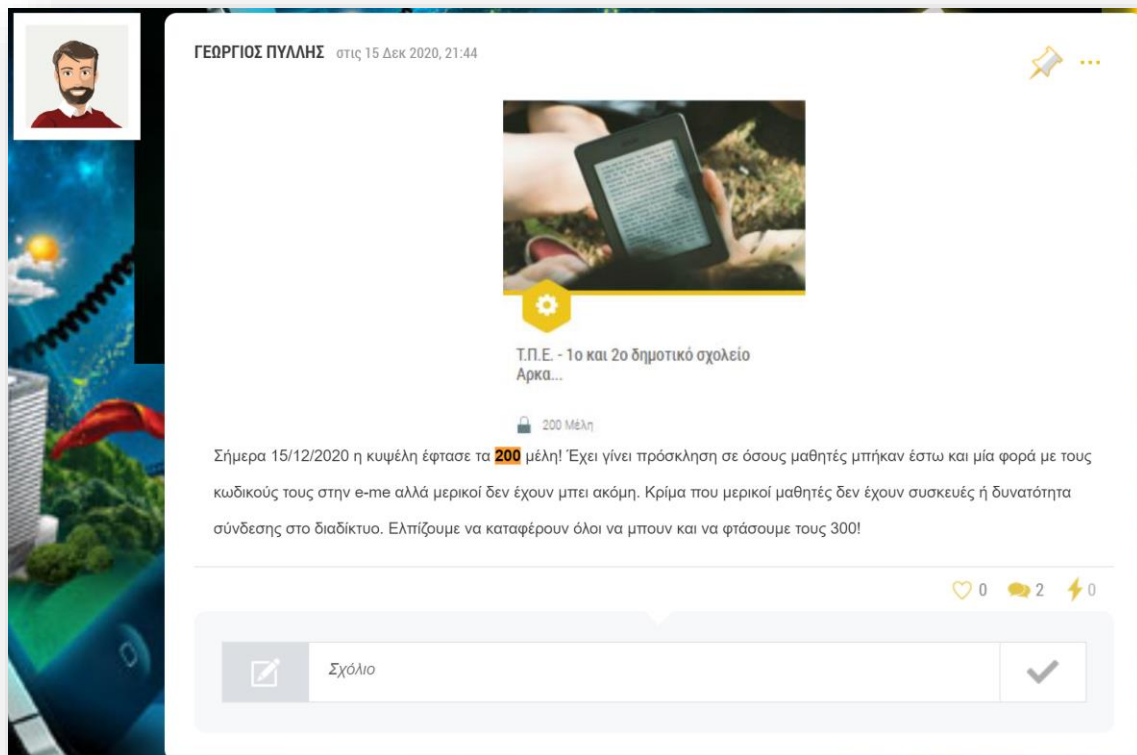 ΓΕΩΡΓΙΟΣ ΠΥΛΛΗΣ στις 15 Δεκ 2020, 21:44
Τ.Π.Ε. - 1ο και 2ο δημοτικό σχολείο
Αρκα...
200 Μέλη
Σήμερα 15/12/2020 η κυψέλη έφτασε τα 200 μέλη! Έχει γίνει πρόσκληση σε όσους μαθητές μπήκαν έστω και μία φορά με τους
κωδικούς τους στην e-me αλλά μερικοί δεν έχουν μπει ακόμη. Κρίμα που μερικοί μαθητές δεν έχουν συσκευές ή δυνατότητα
σύνδεσης στο διαδίκτυο. Ελπίζουμε να καταφέρουν όλοι να μπουν και να φτάσουμε τους 300!
0 2 0
Σχόλιο